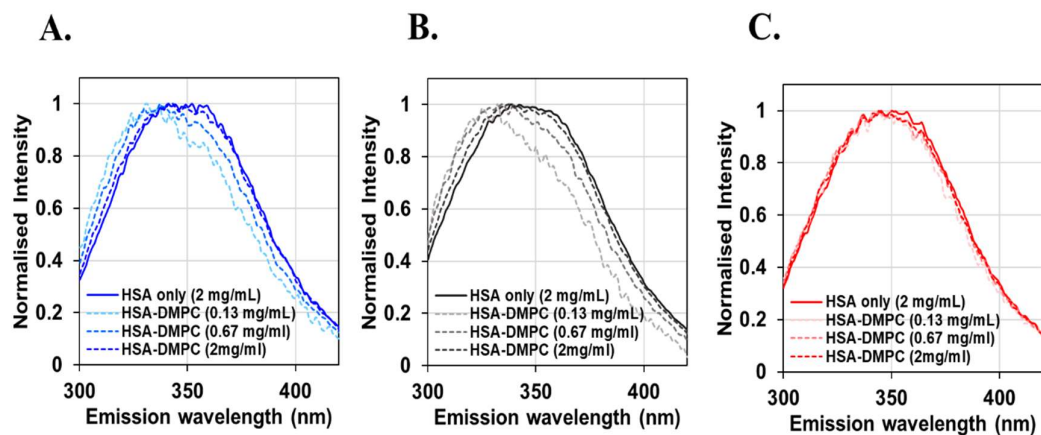 A.
B.
C.
Normalised Intensity
1
0.8
0.6
0.4
0.2
0
HSA only (2 mg/mL)
HSA-DMPC (0.13 mg/mL)
HSA-DMPC (0.67 mg/ml)
HSA-DMPC (2mg/ml)
300
350
400
Emission wavelength (nm)
Normalised Intensity
1
0.8
0.6
0.4
0.2
0
HSA only (2 mg/mL)
HSA-DMPC (0.13 mg/mL)
HSA-DMPC (0.67 mg/ml)
HSA-DMPC (2mg/ml)
300
350
400
Emission wavelength (nm)
Normalised Intensity
1
0.8
0.6
0.4
0.2
0
HSA only (2 mg/mL)
HSA-DMPC (0.13 mg/mL)
HSA-DMPC (0.67 mg/ml)
HSA-DMPC (2mg/ml)
300
350
400
Emission wavelength (nm)